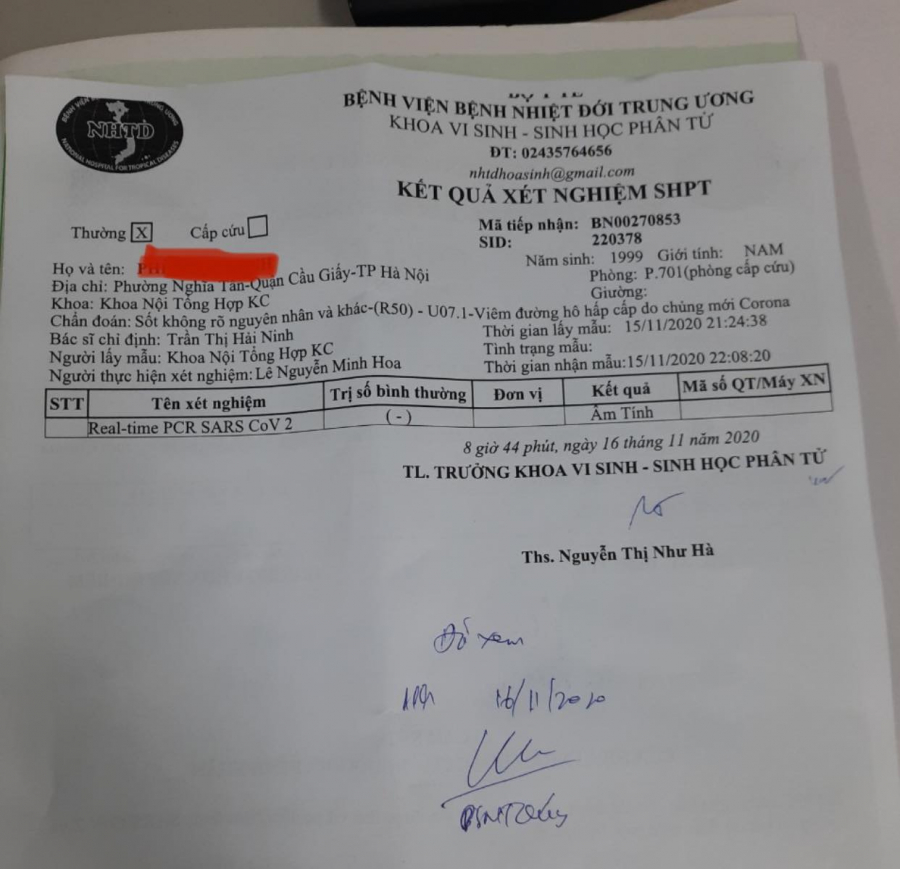 BỆNH VIỆN BỆNH NHIỆT ĐỚI TRUNG ƯƠNG
KHOA VI SINH - SINH HỌC PHÂN TỬ
ĐT: 02435764656
nhtdhoasinh@gmail.com
KẾT QUẢ XÉT NGHIỆM SHPT
NHTD
NATIONAL HOSPITAL FOR TROPICAL DISEASES
Thường X Cấp cứu
Mã tiếp nhận: BN00270853
SID: 220378
Họ và tên:
Năm sinh: 1999 Giới tính: NAM
Địa chỉ: Phường Nghĩa Tân-Quận Cầu Giấy-TP Hà Nội
Phòng: P.701(phòng cấp cứu)
Khoa: Khoa Nội Tổng Hợp KC
Giường:
Chẩn đoán: Sốt không rõ nguyên nhân và khác-(R50) - U07.1-Viêm đường hô hấp cấp do chủng mới Corona
Bác sĩ chỉ định: Trần Thị Hải Ninh
Thời gian lấy mẫu: 15/11/2020 21:24:38
Người lấy mẫu: Khoa Nội Tổng Hợp KC
Tình trạng mẫu:
Người thực hiện xét nghiệm: Lê Nguyễn Minh Hoa
Thời gian nhận mẫu:15/11/2020 22:08:20
STT Tên xét nghiệm Trị số bình thường Đơn vị Kết quả Mã số QT/Máy XN
Real-time PCR SARS CoV 2 (-) Âm Tính
8 giờ 44 phút, ngày 16 tháng 11 năm 2020
TL. TRƯỞNG KHOA VI SINH - SINH HỌC PHÂN TỬ
Ths. Nguyễn Thị Như Hà
Đã xem
16/11/2020